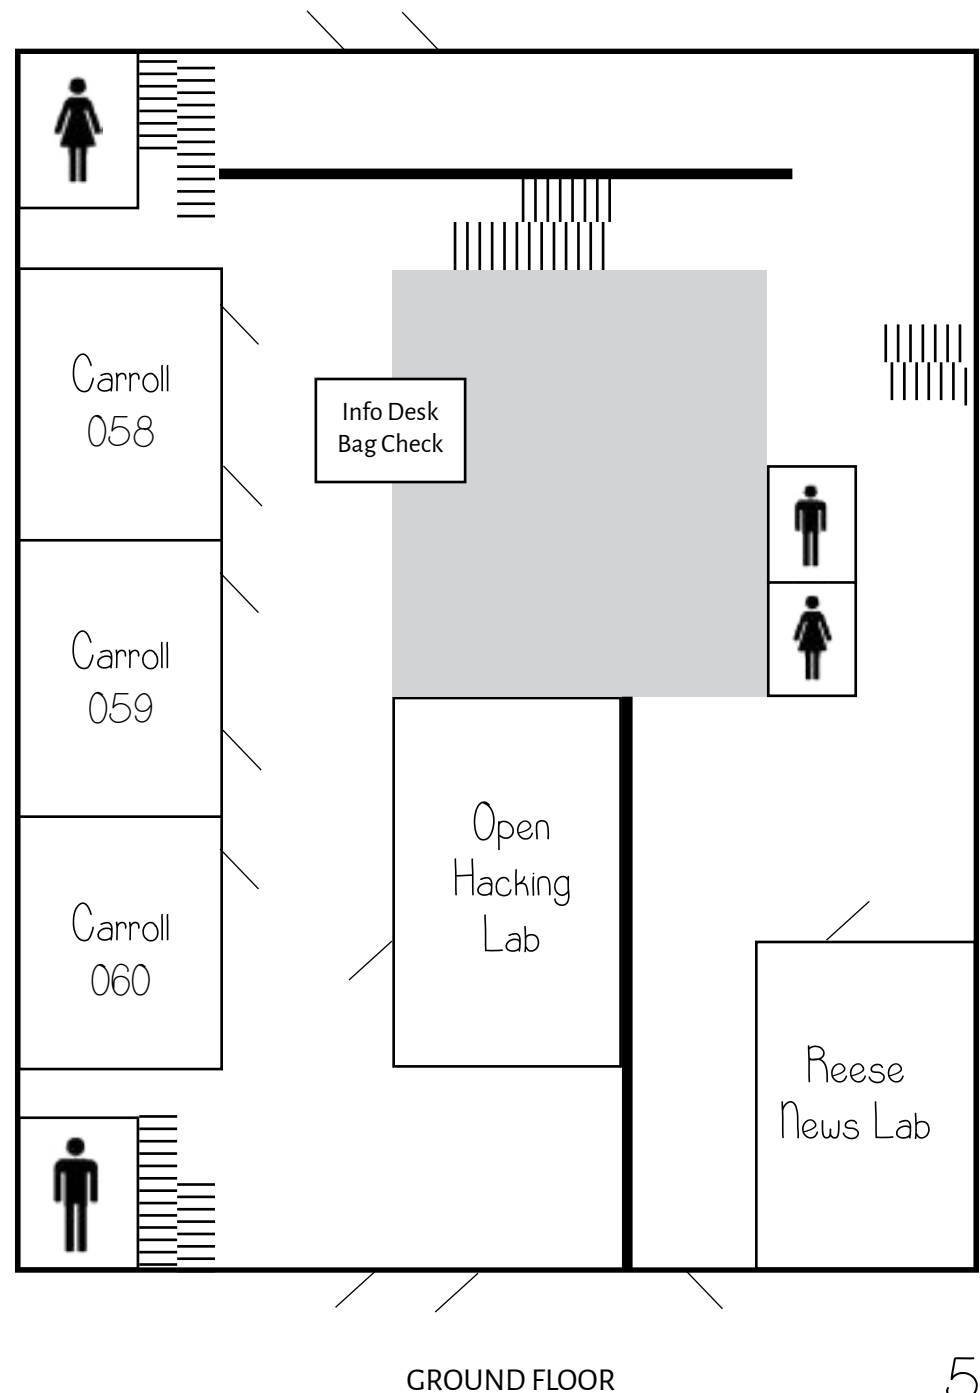 Carroll
058
Info Desk
Bag Check
Carroll
059
Open
Hacking
Lab
Carroll
060
Reese
News Lab
GROUND FLOOR
5